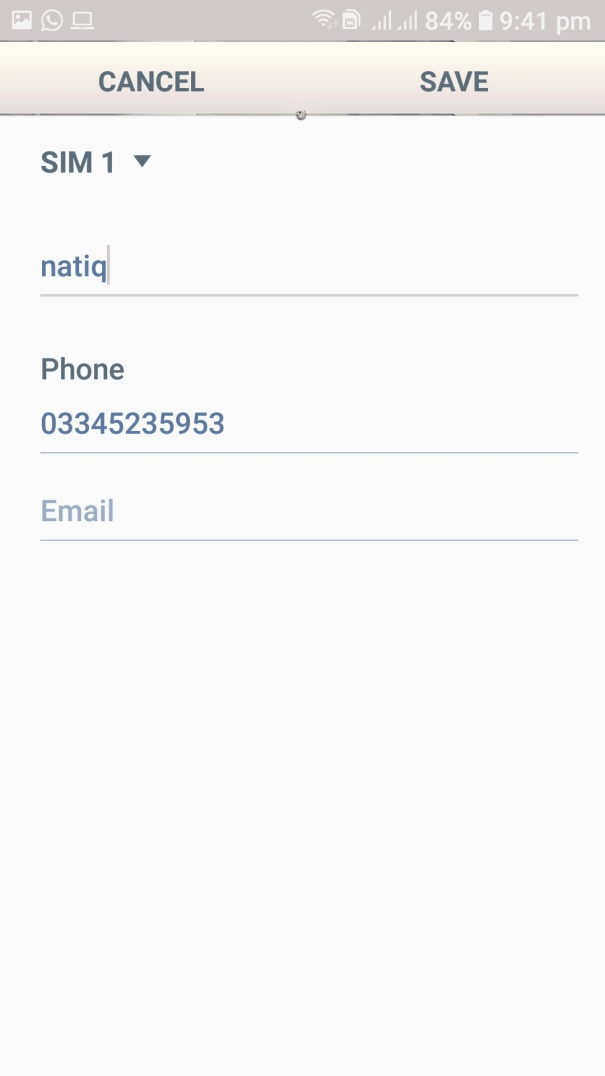 84% 9:41 pm
CANCEL SAVE
SIM 1
natiq
Phone
03345235953
Email